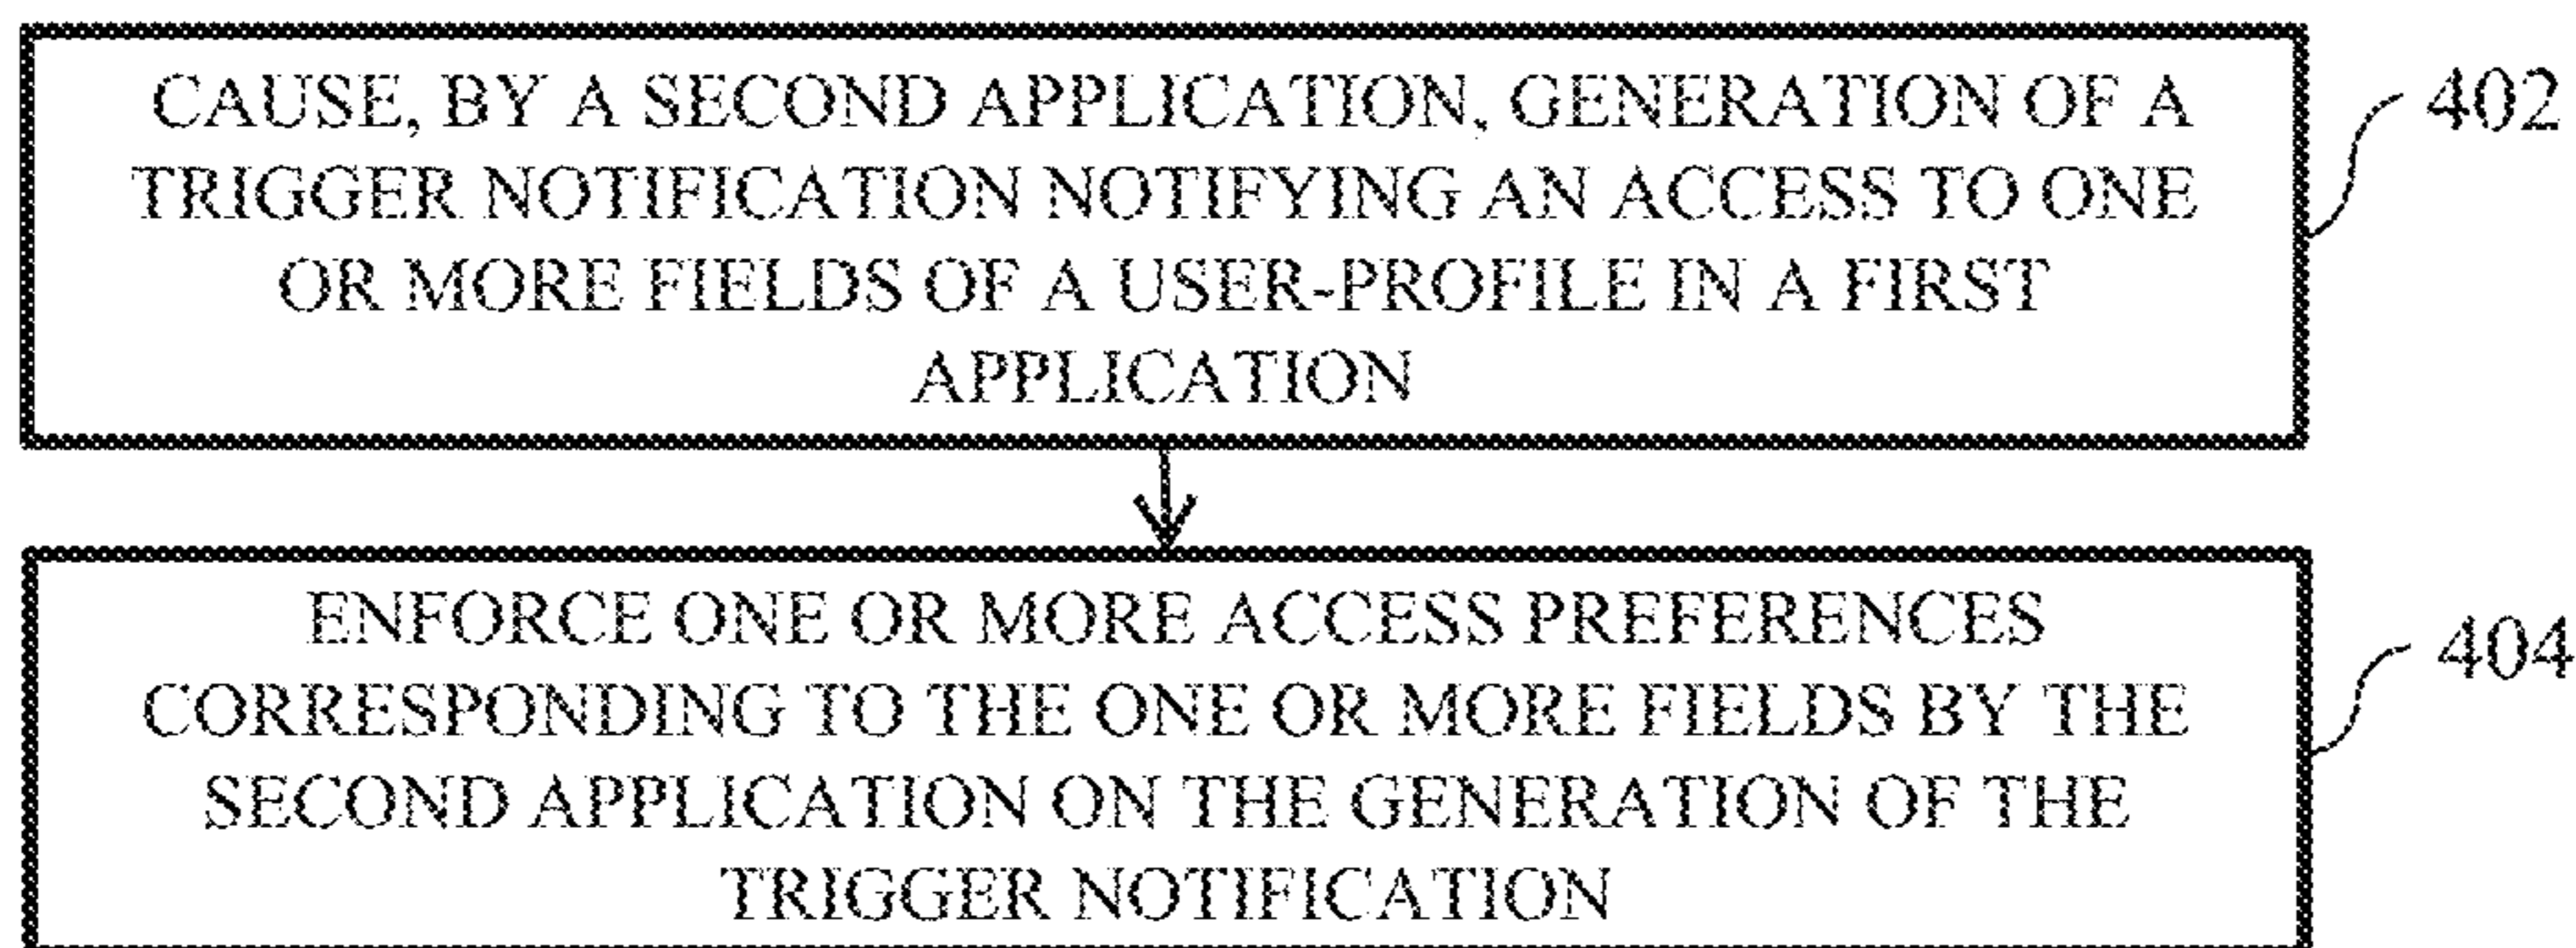 CAUSE, BY A SECOND APPLICATION, GENERATION OF A
TRIGGER NOTIFICATION NOTIFYING AN ACCESS TO ONE
OR MORE FIELDS OF A USER-PROFILE IN A FIRST
APPLICATION
402
ENFORCE ONE OR MORE ACCESS PREFERENCES
CORRESPONDING TO THE ONE OR MORE FIELDS BY THE
SECOND APPLICATION ON THE GENERATION OF THE
TRIGGER NOTIFICATION
404